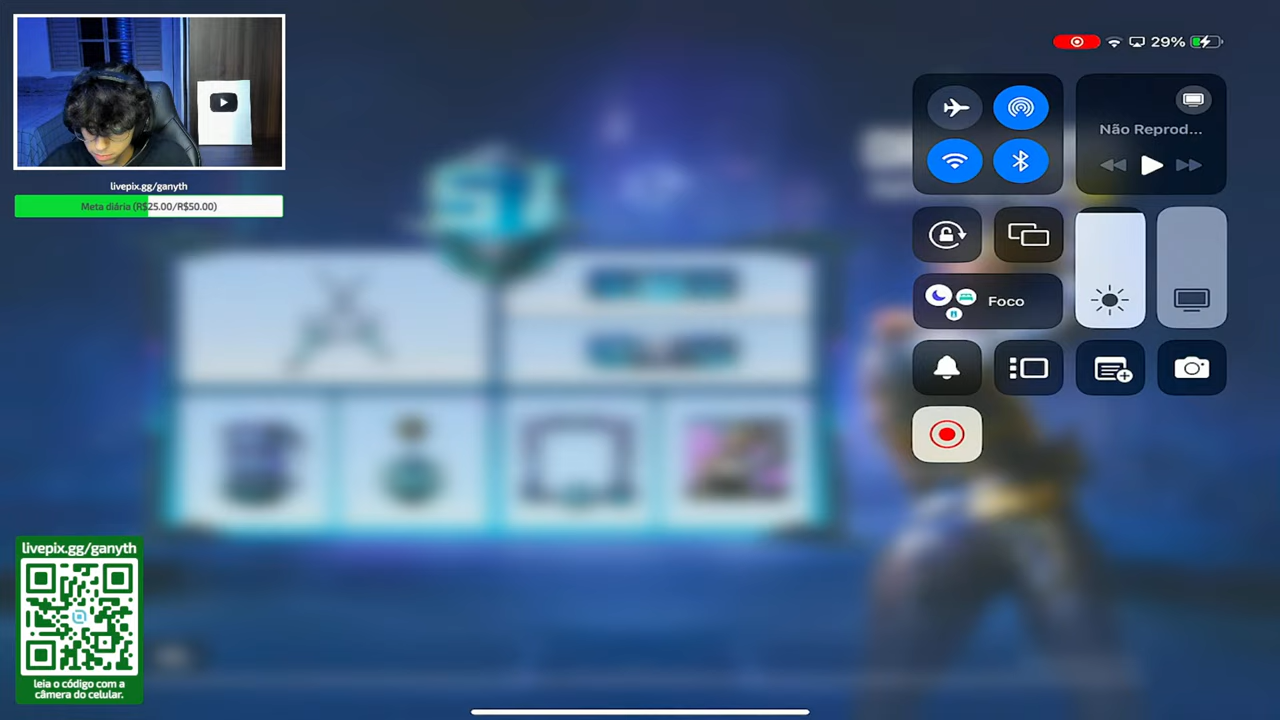 livepix.gg/ganyth
Meta diária (R$25.00/R$50.00)
29%
Não Reprod...
Foco
livepix.gg/ganyth
leia o código com a
câmera do celular.